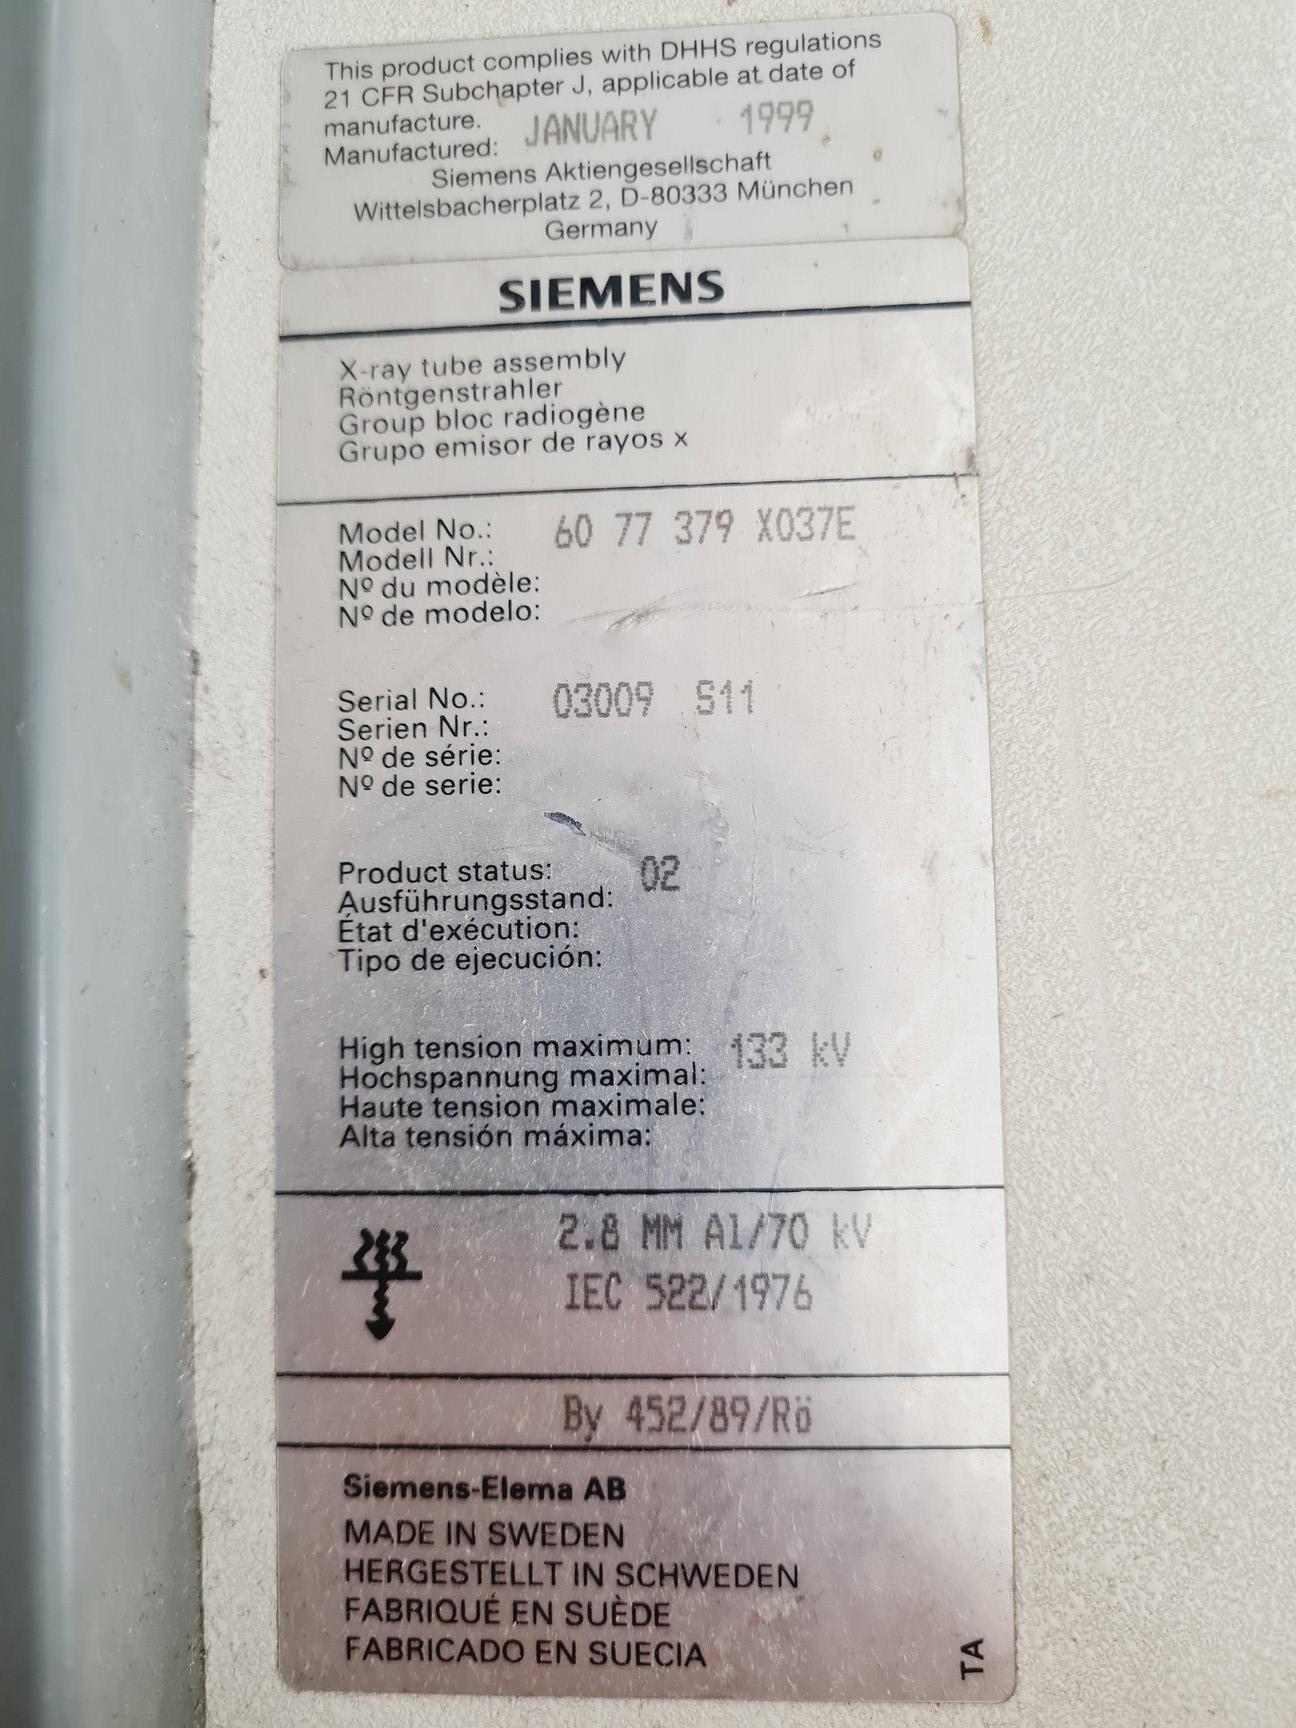 This product complies with DHHS regulations
21 CFR Subchapter J, applicable at date of
manufacture.
Manufactured: JANUARY 1999
Siemens Aktiengesellschaft
Wittelsbacherplatz 2, D-80333 München
Germany
SIEMENS
X-ray tube assembly
Röntgenstrahler
Group bloc radiogène
Grupo emisor de rayos x
Model No.: 60 77 379 X037E
Modell Nr.:
Nº du modèle:
Nº de modelo:
Serial No.: 03009 S11
Serien Nr.:
Nº de série:
Nº de serie:
Product status: 02
Ausführungsstand:
État d'exécution:
Tipo de ejecución:
High tension maximum: 133 kV
Hochspannung maximal:
Haute tension maximale:
Alta tensión máxima:
2.8 MM Al/70 kV
IEC 522/1976
By 452/89/Rö
Siemens-Elema AB
MADE IN SWEDEN
HERGESTELLT IN SCHWEDEN
FABRIQUÉ EN SUÈDE
FABRICADO EN SUECIA
TA